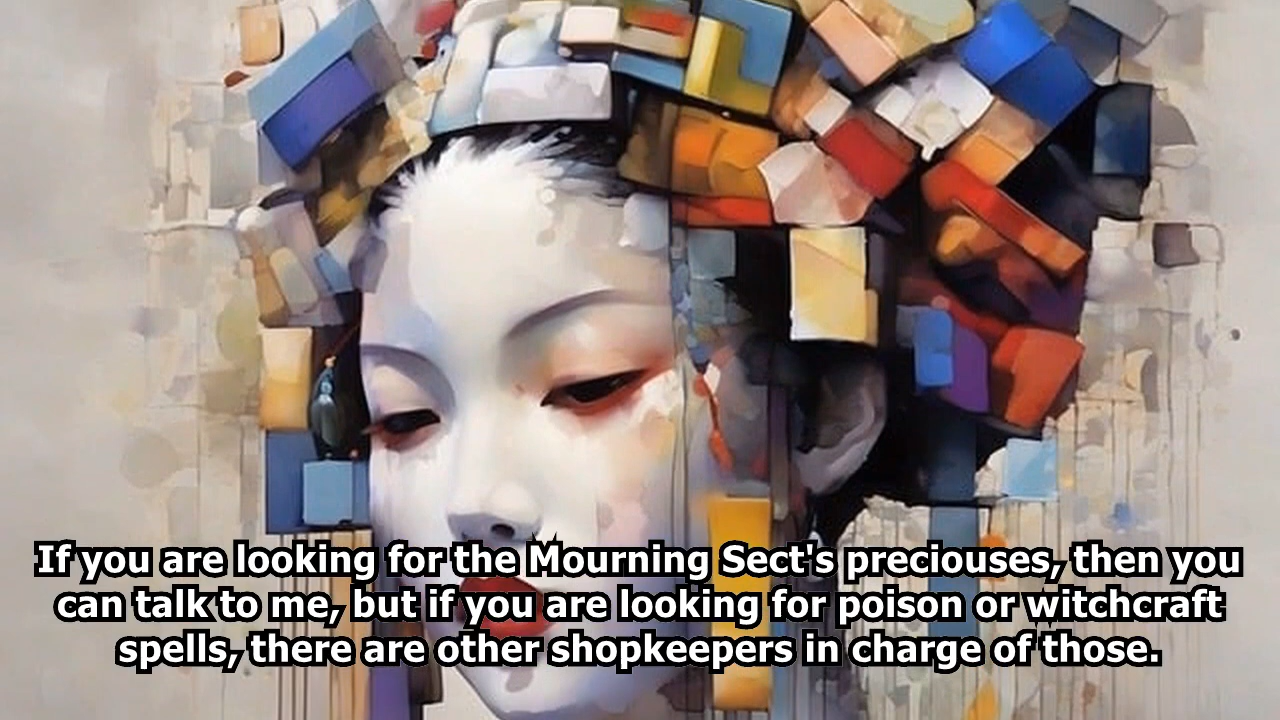 If you are looking for the Mourning Sect's preciouses, then you
can talk to me, but if you are looking for poison or witchcraft
spells, there are other shopkeepers in charge of those.